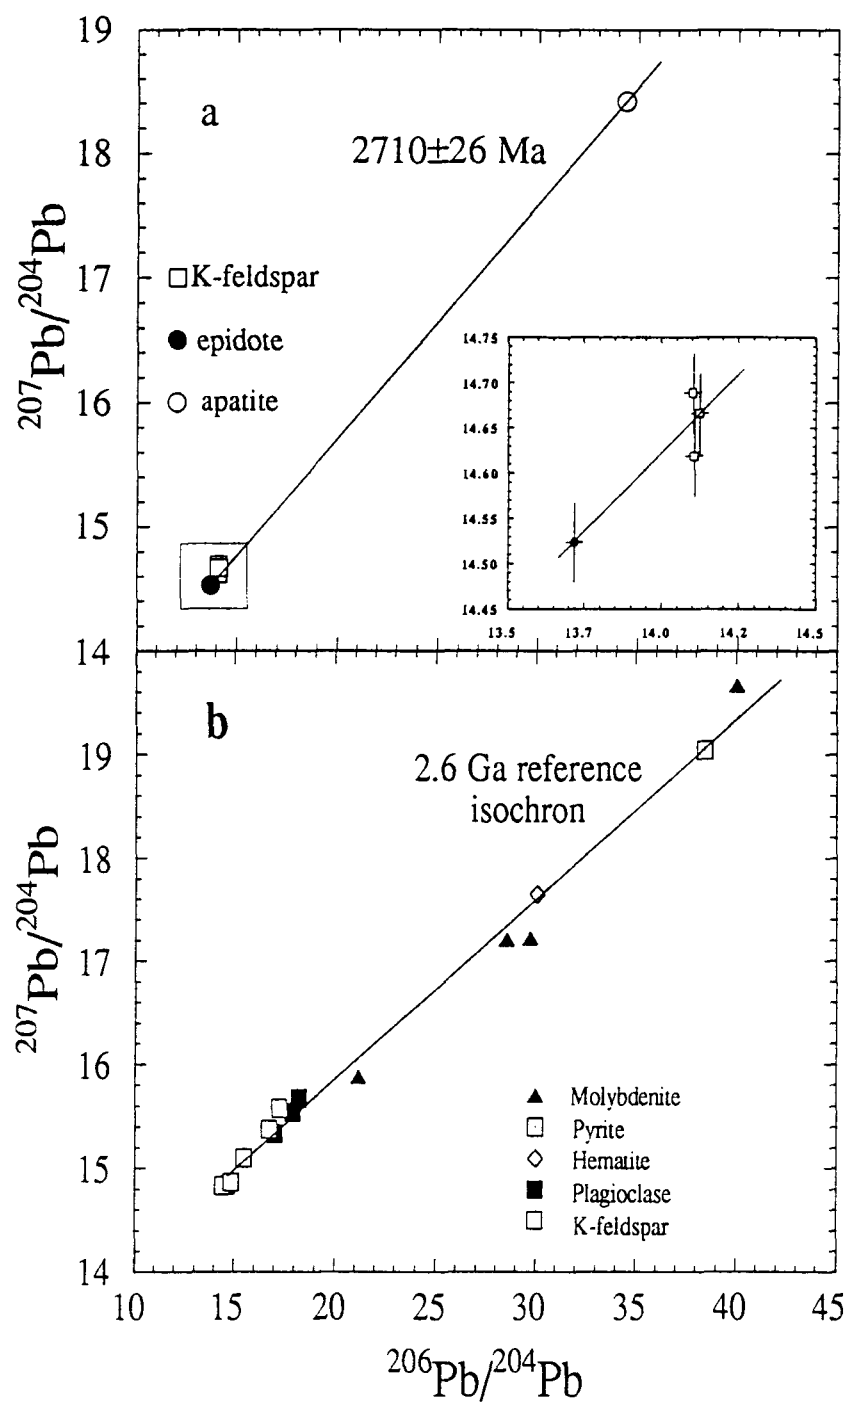 19
a
2710±26 Ma
18
207Pb/204Pb
17
K-feldspar
epidote
apatite
16
15
14
14.75
14.70
14.65
14.60
14.55
14.50
14.45
13.5
13.7
14.0
14.2
14.5
b
2.6 Ga reference
isochron
19
18
207Pb/204Pb
17
16
15
14
Molybdenite
Pyrite
Hematite
Plagioclase
K-feldspar
10 15 20 25 30 35 40 45
206Pb/204Pb